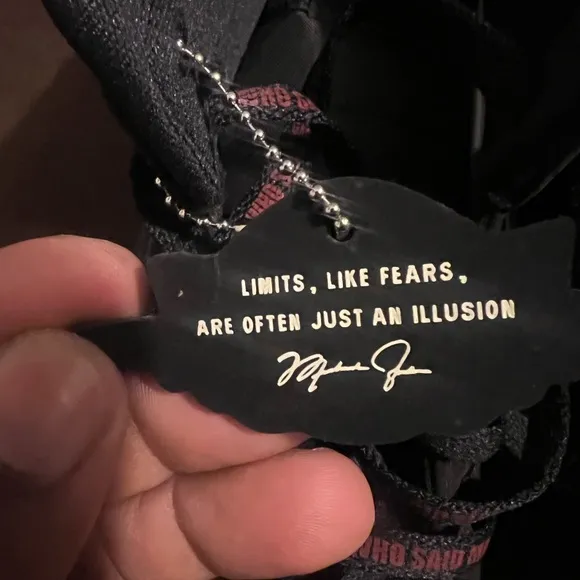 LIMITS, LIKE FEARS,
ARE OFTEN JUST AN ILLUSION
WHO SAID